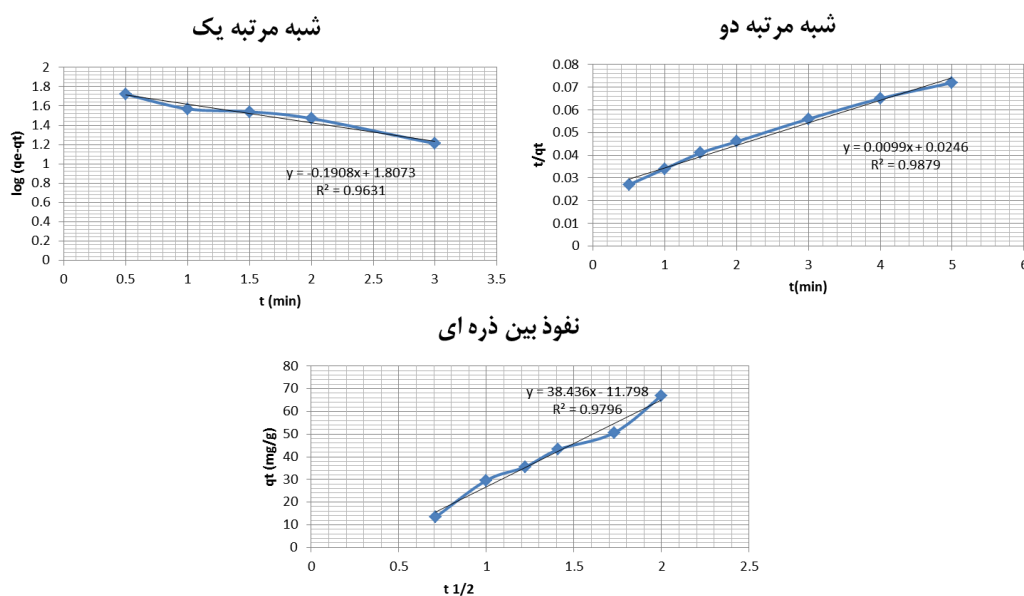 شبه مرتبه یک
2
1.8
1.6
1.4
1.2
1
0.8
0.6
0.4
0.2
0
log (qe-qt)
y = -0.1908x + 1.8073
R² = 0.9631
0 0.5 1 1.5 2 2.5 3 3.5
t (min)
شبه مرتبه دو
0.08
0.07
0.06
0.05
0.04
0.03
0.02
0.01
0
t/qt
y = 0.0099x + 0.0246
R² = 0.9879
0 1 2 3 4 5 6
t(min)
نفوذ بین ذره ای
80
70
60
50
40
30
20
10
0
qt (mg/g)
y = 38.436x - 11.798
R² = 0.9796
0 0.5 1 1.5 2 2.5
t 1/2